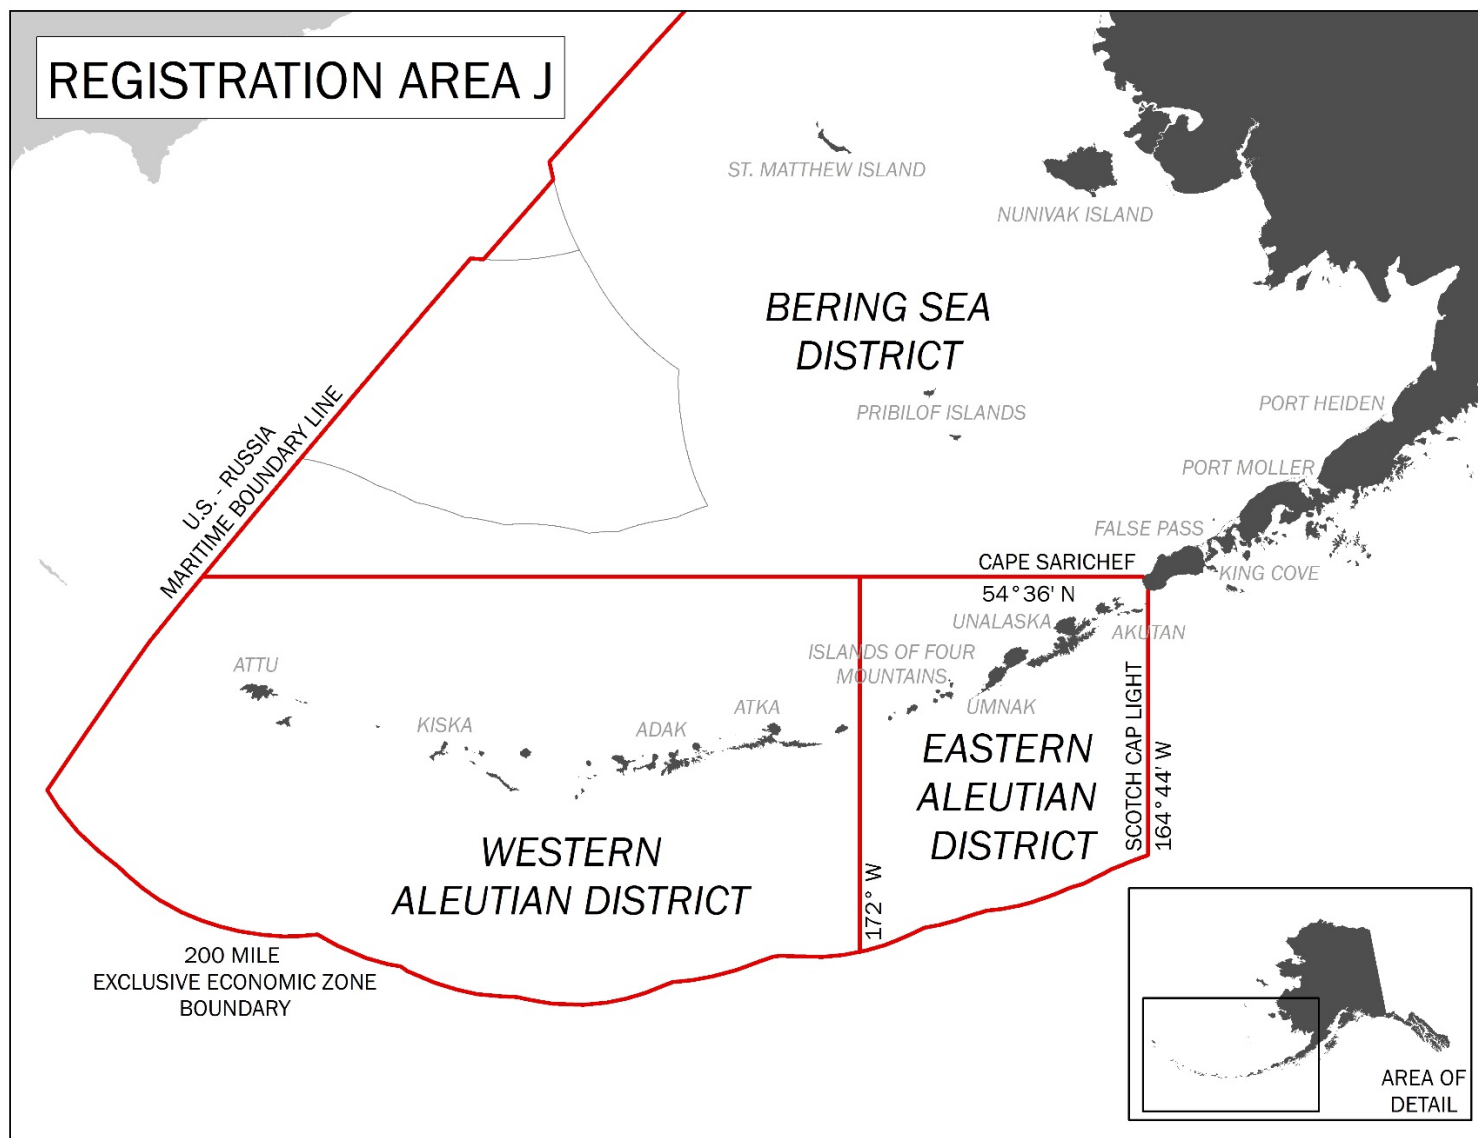 REGISTRATION AREA J
ST. MATTHEW ISLAND
NUNIVAK ISLAND
BERING SEA
DISTRICT
PRIBILOF ISLANDS
PORT HEIDEN
PORT MOLLER
FALSE PASS
KING COVE
U.S. - RUSSIA
MARITIME BOUNDARY LINE
CAPE SARICHEF
54°36' N
UNALASKA
AKUTAN
ISLANDS OF FOUR
MOUNTAINS
UMNAK
ATTU
KISKA
ADAK
ATKA
EASTERN
ALEUTIAN
DISTRICT
SCOTCH CAP LIGHT
164°44' W
WESTERN
ALEUTIAN DISTRICT
172° W
200 MILE
EXCLUSIVE ECONOMIC ZONE
BOUNDARY
AREA OF
DETAIL